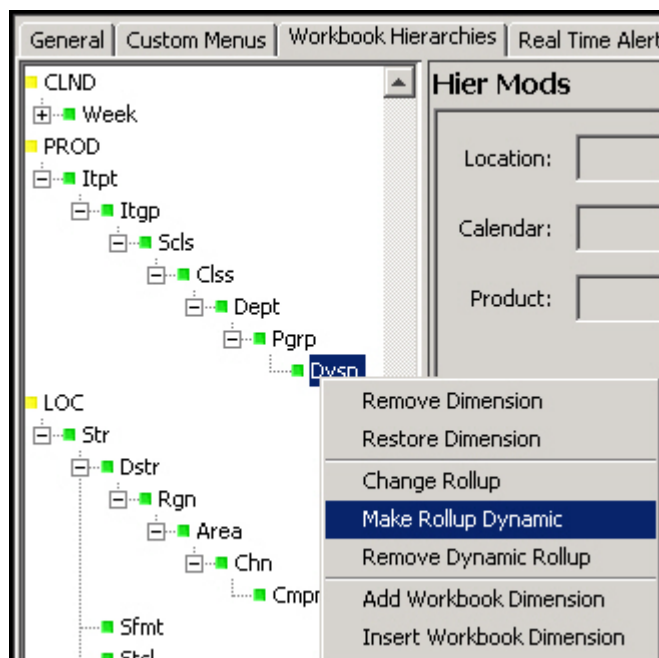 General
Custom Menus
Workbook Hierarchies
Real Time Alert
CLND
Week
PROD
Itpt
Itgp
Scls
Clss
Dept
Pgrp
Dvsn
LOC
Str
Dstr
Rgn
Area
Chn
Cmpn
Sfmt
Hier Mods
Location:
Calendar:
Product:
Remove Dimension
Restore Dimension
Change Rollup
Make Rollup Dynamic
Remove Dynamic Rollup
Add Workbook Dimension
Insert Workbook Dimension